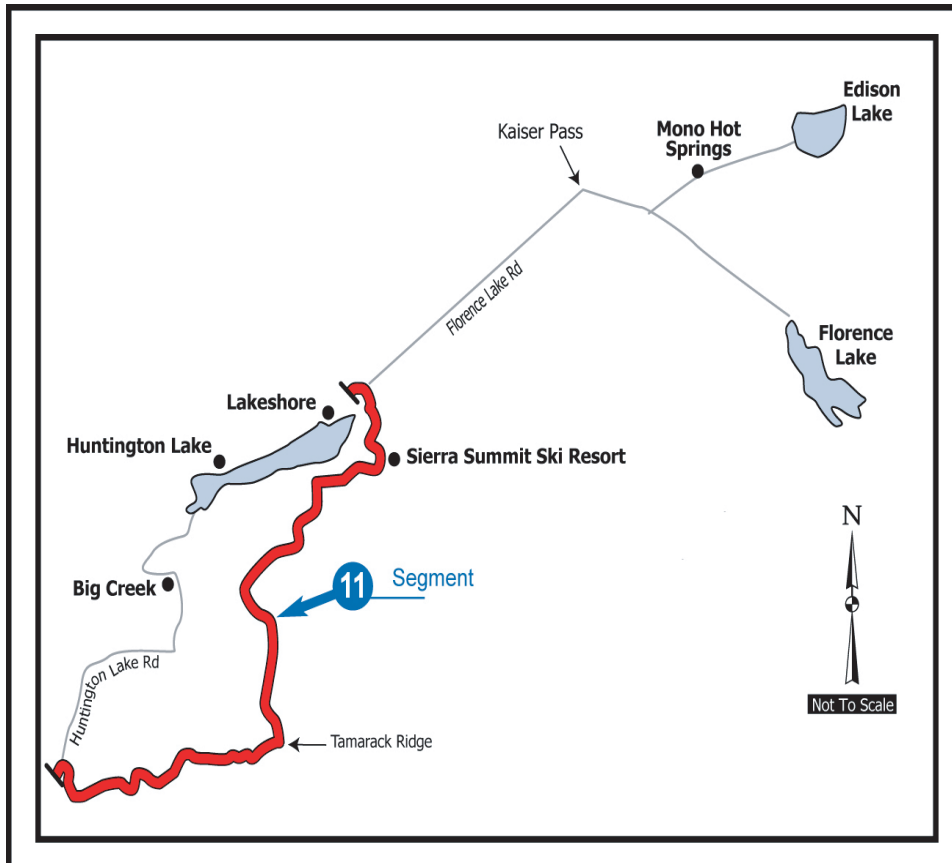 Edison
Lake
Kaiser Pass
Mono Hot
Springs
Florence Lake Rd
Florence
Lake
Lakeshore
Huntington Lake
Sierra Summit Ski Resort
N
11
Segment
Big Creek
Huntington Lake Rd
Not To Scale
Tamarack Ridge